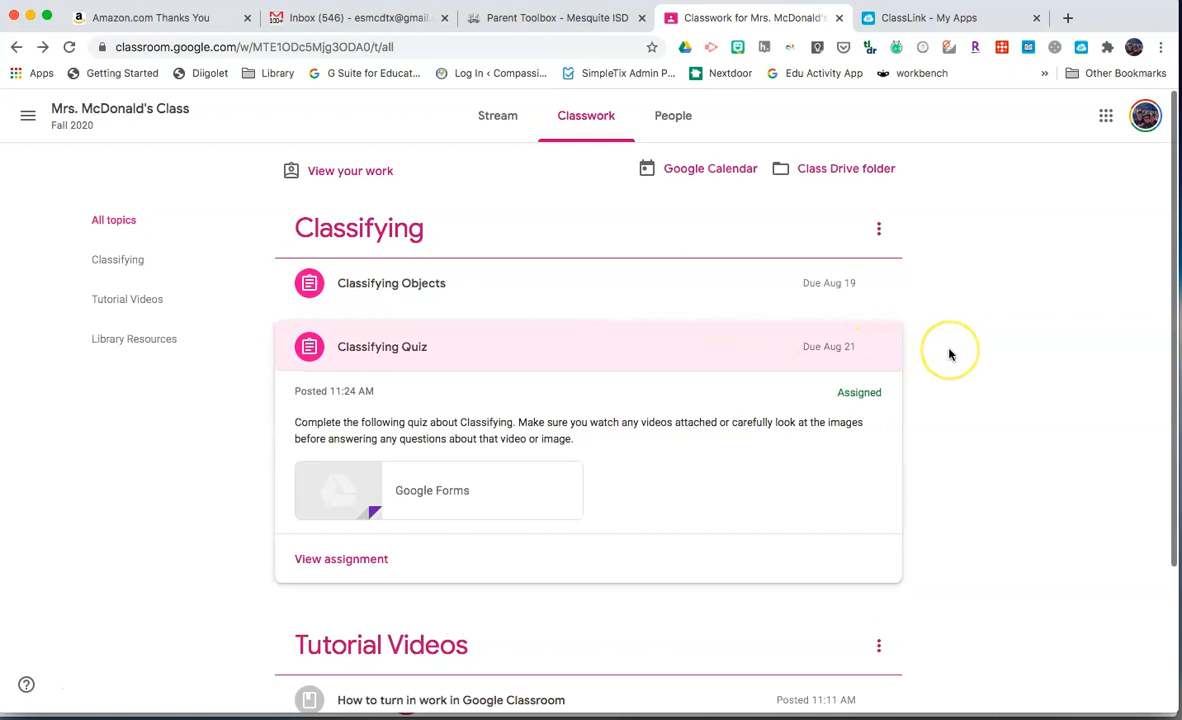 Amazon.com Thank You
Inbox (546) - esmcdtx@gmail.
Parent Toolbox - Mesquite ISD
Classwork for Mrs. McDonald's
ClassLink - My Apps
classroom.google.com/w/MTE1ODc5Mjg3ODA0/t/all
Apps
Getting Started
Diigolet
Library
G Suite for Educat...
Log In ‹ Compassi...
SimpleTix Admin P...
Nextdoor
Edu Activity App
workbench
»
Other Bookmarks
Mrs. McDonald's Class
Fall 2020
Stream
Classwork
People
View your work
Google Calendar
Class Drive folder
All topics
Classifying
Tutorial Videos
Library Resources
Classifying
Classifying Objects
Due Aug 19
Classifying Quiz
Due Aug 21
Posted 11:24 AM
Assigned
Complete the following quiz about Classifying. Make sure you watch any videos attached or carefully look at the images
before answering any questions about that video or image.
Google Forms
View assignment
Tutorial Videos
How to turn in work in Google Classroom
Posted 11:11 AM